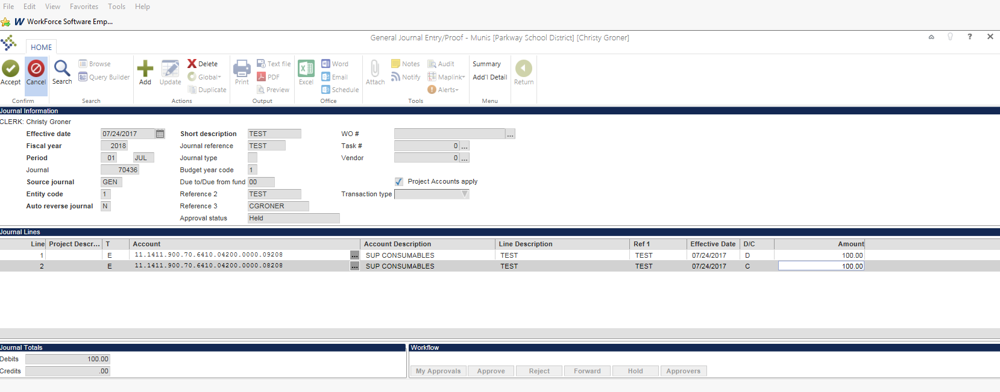 File Edit View Favorites Tools Help
W WorkForce Software Emp...
General Journal Entry/Proof - Munis [Parkway School District] [Christy Groner] ? X
HOME
Accept Cancel Search Browse Query Builder Add Update Delete Global Duplicate Print Text file PDF Preview Excel Word Email Schedule Attach Notes Notify Audit Maplink Alerts Summary Add'l Detail Return
Confirm Search Actions Output Office Tools Menu
Journal Information
CLERK: Christy Groner
Effective date 07/24/2017 Short description TEST WO # ...
Fiscal year 2018 Journal reference TEST Task # 0 ...
Period 01 JUL Journal type Vendor 0 ...
Journal 70436 Budget year code 1
Source journal GEN Due to/Due from fund 00 Project Accounts apply
Entity code 1 Reference 2 TEST Transaction type
Auto reverse journal N Reference 3 CGRONER
Approval status Held
Journal Lines
Line Project Descr... T Account Account Description Line Description Ref 1 Effective Date D/C Amount
1 E 11.1411.900.70.6410.04200.0000.09208 ... SUP CONSUMABLES TEST TEST 07/24/2017 D 100.00
2 E 11.1411.900.70.6410.04200.0000.08208 ... SUP CONSUMABLES TEST TEST 07/24/2017 C 100.00
Journal Totals Workflow
Debits 100.00
Credits .00 My Approvals Approve Reject Forward Hold Approvers